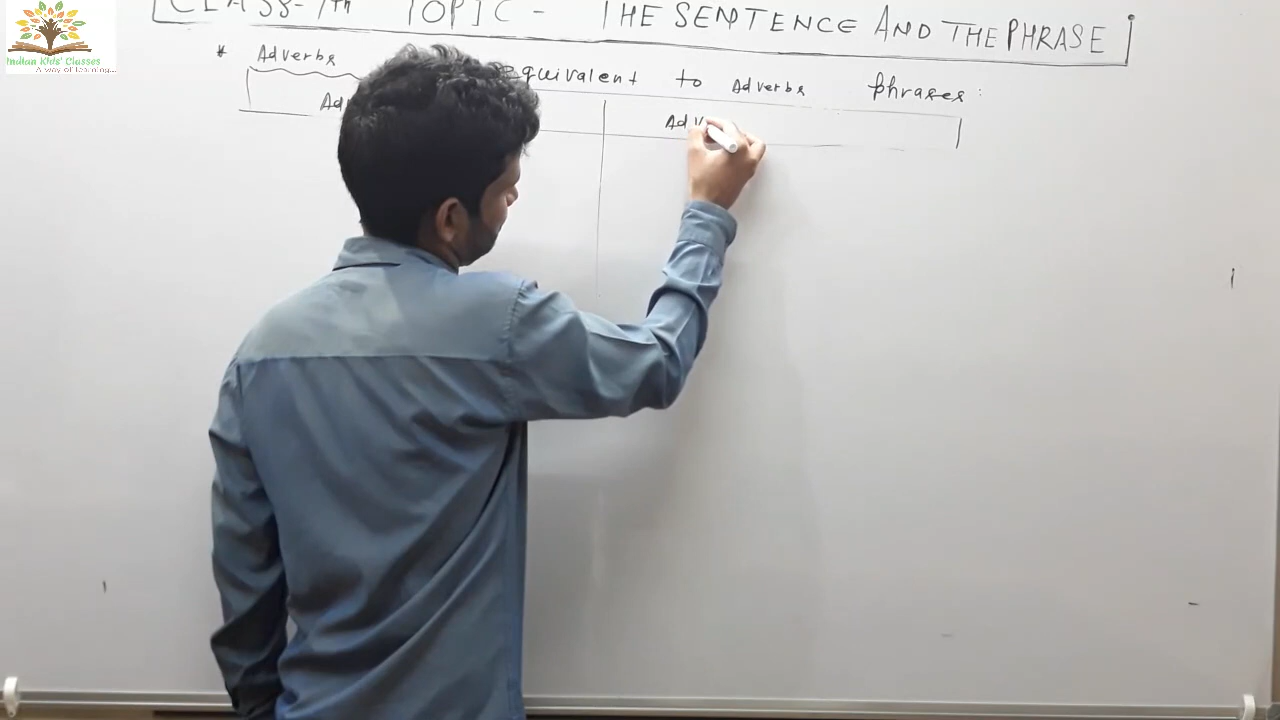 CLASS-7th TOPIC - THE SENTENCE AND THE PHRASE
* Adverbs equivalent to Adverbs Phrases:
Ad Adv
Indian Kids' Classes
A way of learning...